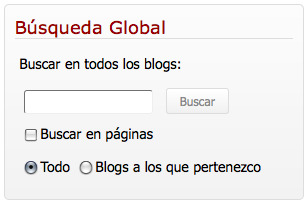 Búsqueda Global
Buscar en todos los blogs:
Buscar
Buscar en páginas
Todo Blogs a los que pertenezco